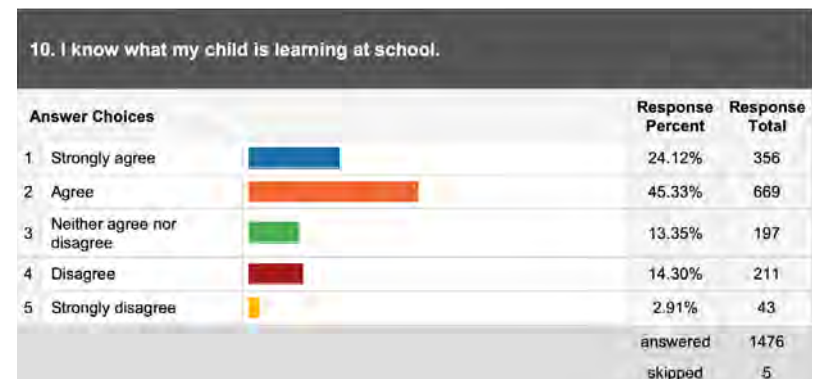 10. I know what my child is learning at school.
Answer Choices Response Percent Response Total
1 Strongly agree 24.12% 356
2 Agree 45.33% 669
3 Neither agree nor disagree 13.35% 197
4 Disagree 14.30% 211
5 Strongly disagree 2.91% 43
answered 1476
skipped 5